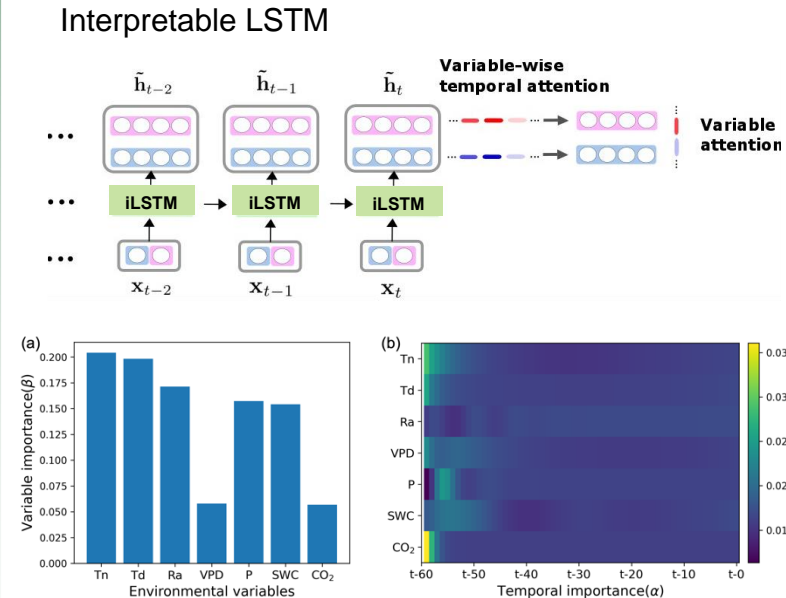 Interpretable LSTM
h̃t-2
h̃t-1
h̃t
Variable-wise
temporal attention
Variable
attention
iLSTM
iLSTM
iLSTM
xt-2
xt-1
xt
(a)
Variable importance(β)
0.200
0.175
0.150
0.125
0.100
0.075
0.050
0.025
0.000
Tn Td Ra VPD P SWC CO₂
Environmental variables
(b)
Tn
Td
Ra
VPD
P
SWC
CO₂
t-60 t-50 t-40 t-30 t-20 t-10 t-0
Temporal importance(α)
0.03
0.03
0.02
0.02
0.01